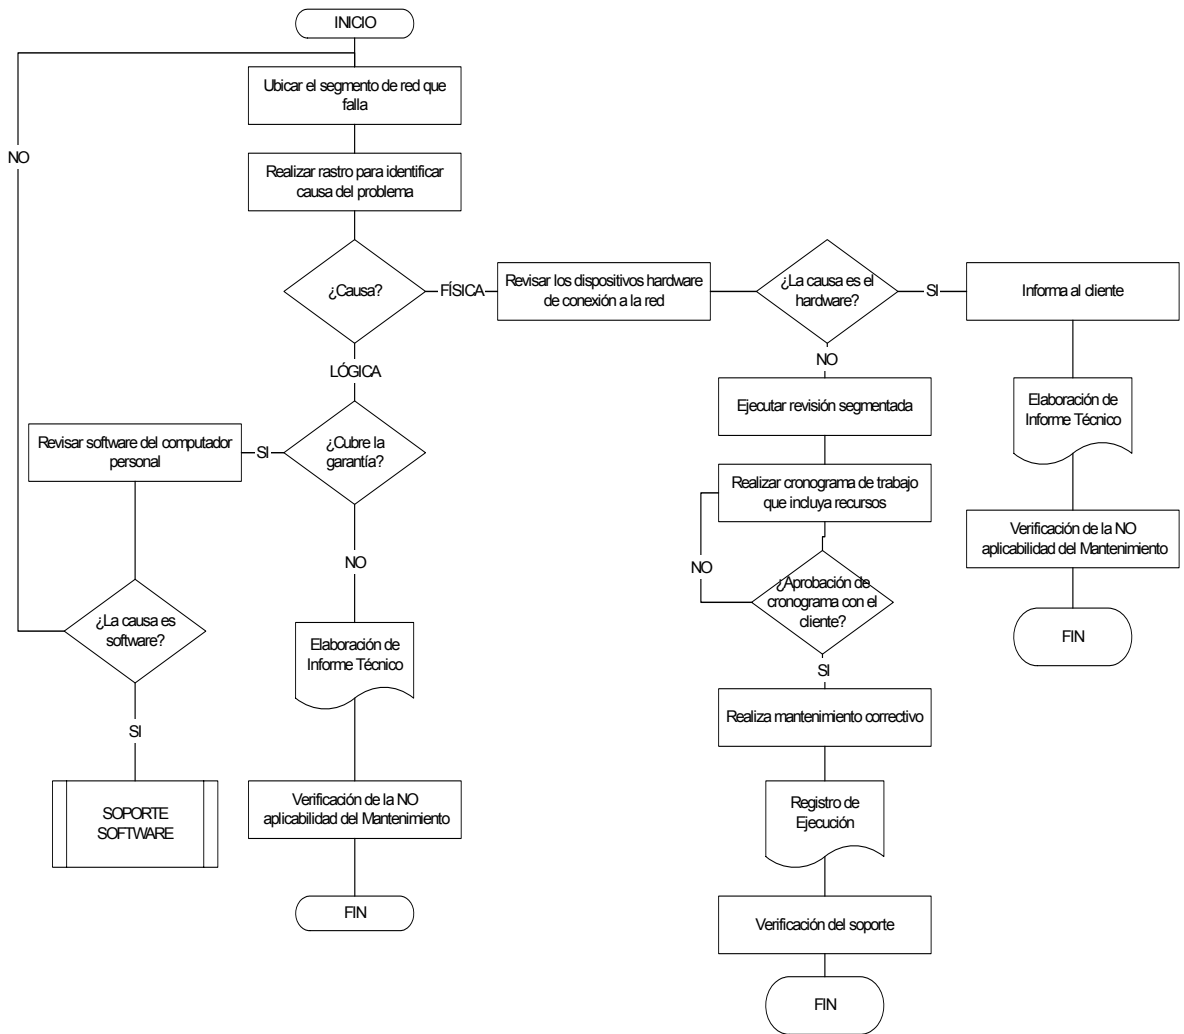 INICIO
Ubicar el segmento de red que
falla
NO
Realizar rastro para identificar
causa del problema
¿Causa?
FÍSICA
Revisar los dispositivos hardware
de conexión a la red
¿La causa es el
hardware?
SI
Informa al cliente
LÓGICA
NO
Ejecutar revisión segmentada
Elaboración de
Informe Técnico
Revisar software del computador
personal
SI
¿Cubre la
garantía?
Realizar cronograma de trabajo
que incluya recursos
Verificación de la NO
aplicabilidad del Mantenimiento
NO
NO
¿Aprobación de
cronograma con el
cliente?
¿La causa es
software?
Elaboración de
Informe Técnico
FIN
SI
Realiza mantenimiento correctivo
SI
SOPORTE
SOFTWARE
Verificación de la NO
aplicabilidad del Mantenimiento
Registro de
Ejecución
FIN
Verificación del soporte
FIN